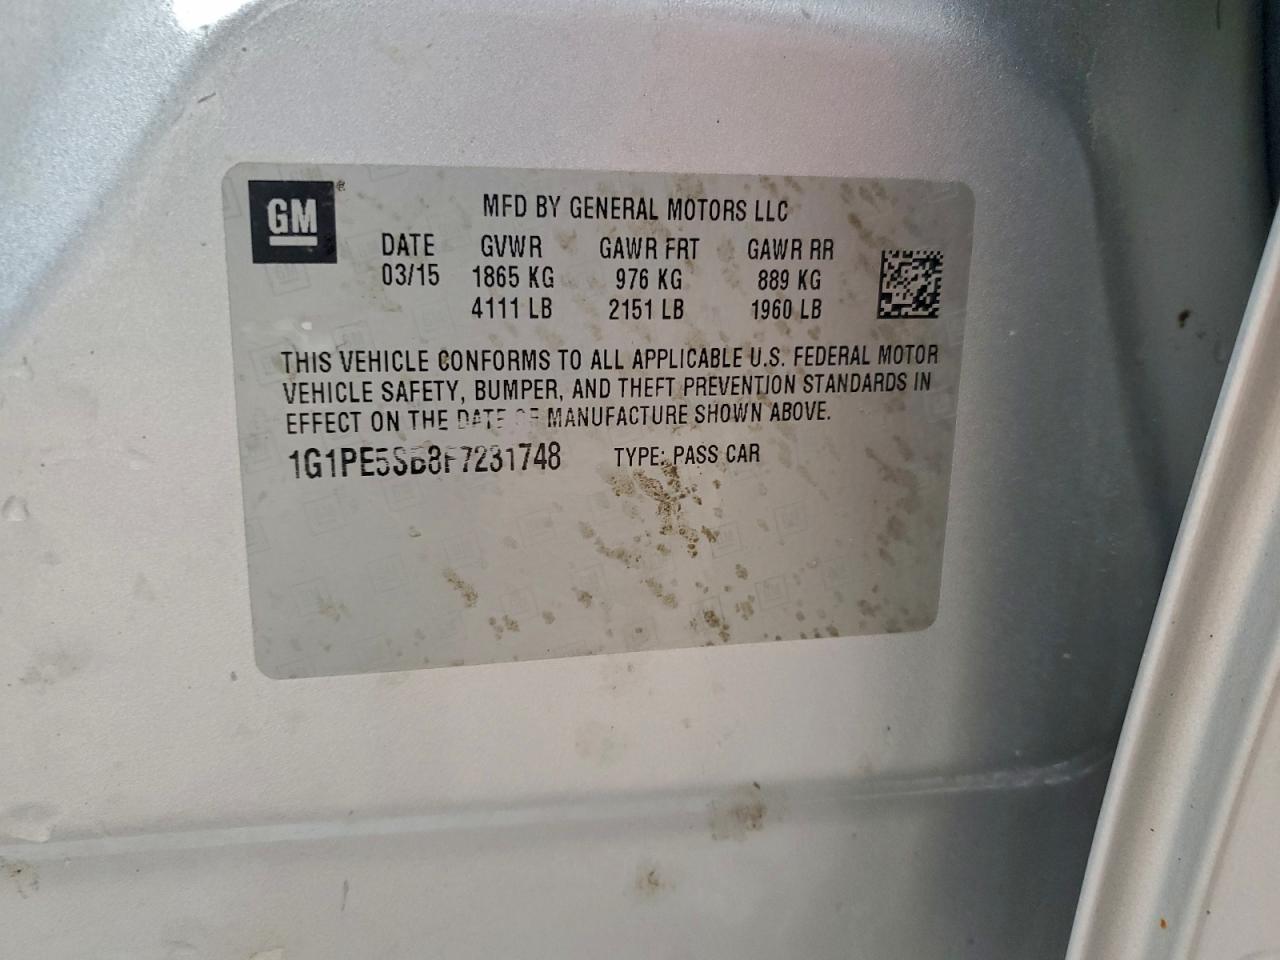 GM ®
MFD BY GENERAL MOTORS LLC
DATE GVWR GAWR FRT GAWR RR
03/15 1865 KG 976 KG 889 KG
4111 LB 2151 LB 1960 LB
THIS VEHICLE CONFORMS TO ALL APPLICABLE U.S. FEDERAL MOTOR
VEHICLE SAFETY, BUMPER, AND THEFT PREVENTION STANDARDS IN
EFFECT ON THE DATE OF MANUFACTURE SHOWN ABOVE.
1G1PE5SB8F7231748 TYPE: PASS CAR